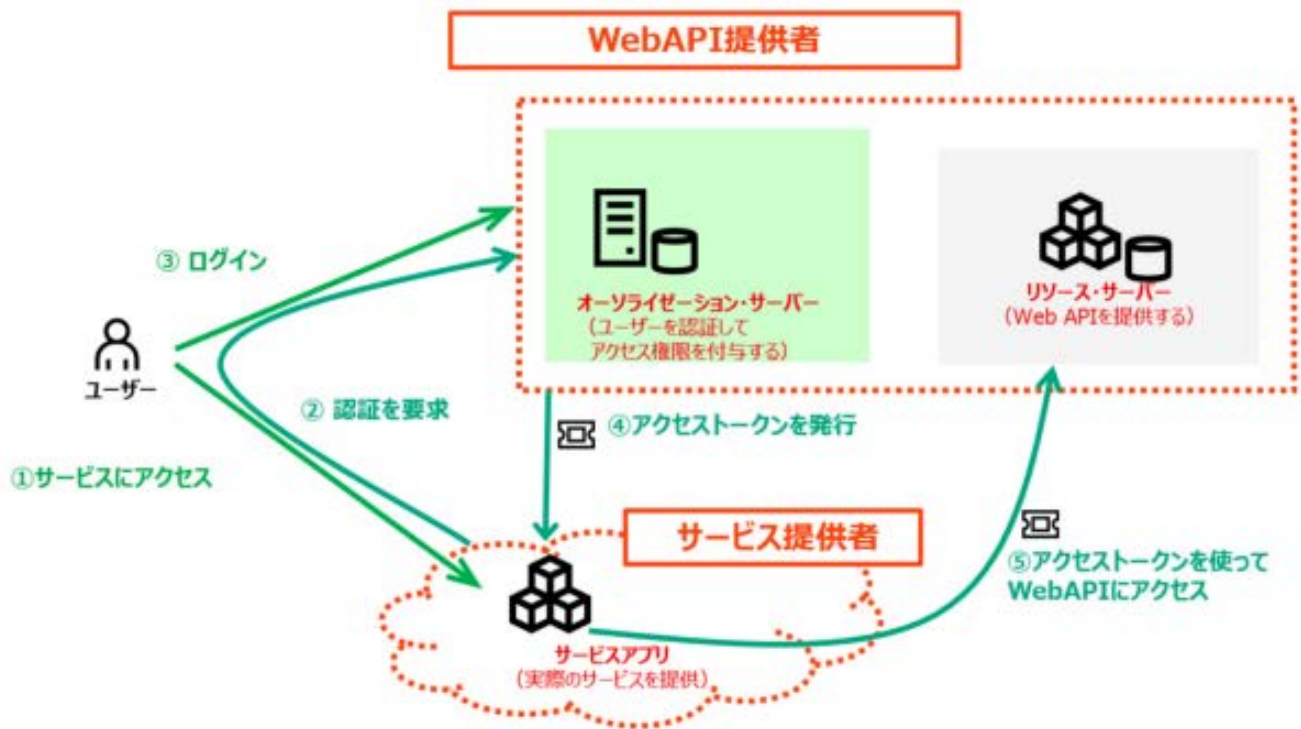 WebAPI提供者
③ ログイン
オーソライゼーション・サーバー
(ユーザーを認証して
アクセス権限を付与する)
リソース・サーバー
(Web APIを提供する)
ユーザー
② 認証を要求
④アクセストークンを発行
①サービスにアクセス
サービス提供者
⑤アクセストークンを使って
WebAPIにアクセス
サービスアプリ
(実際のサービスを提供)